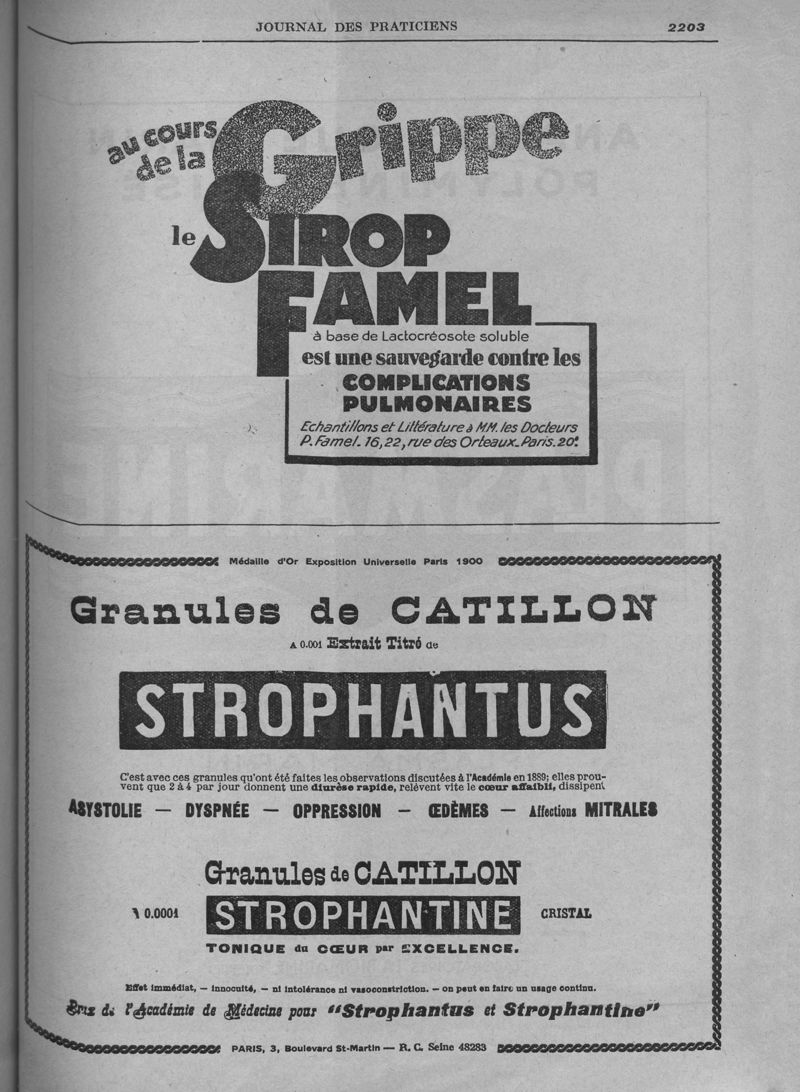 JOURNAL DES PRATICIENS 2203
au cours
de la Grippe
le SIROP
FAMEL
à base de Lactocréosote soluble
est une sauvegarde contre les
COMPLICATIONS
PULMONAIRES
Echantillons et Littérature à MM. les Docteurs
P. Famel. 16,22, rue des Orteaux. Paris. 20e.
Médaille d'Or Exposition Universelle Paris 1900
Granules de CATILLON
A 0.001 Extrait Titré de
STROPHANTUS
C'est avec ces granules qu'ont été faites les observations discutées à l'Académie en 1889; elles prou-
vent que 2 à 4 par jour donnent une diurèse rapide, relèvent vite le cœur affaibli, dissipent
ASYSTOLIE — DYSPNÉE — OPPRESSION — ŒDÈMES — Affections MITRALES
Granules de CATILLON
A 0.0001 STROPHANTINE CRISTAL
TONIQUE du CŒUR par EXCELLENCE.
Effet immédiat, — innocuité, — ni intolérance ni vasoconstriction. — on peut en faire un usage continu.
Prix de l'Académie de Médecine pour "Strophantus et Strophantine"
PARIS, 3, Boulevard St-Martin — R. C. Seine 48283